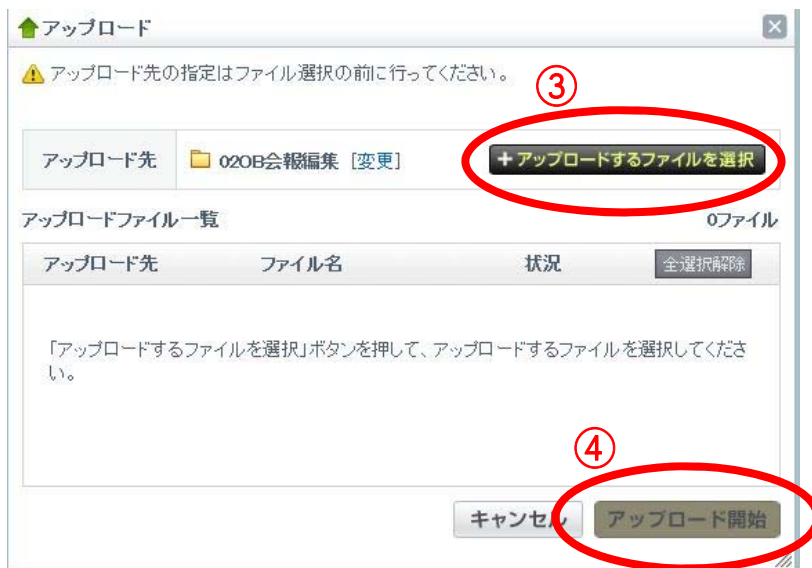 アップロード
アップロード先の指定はファイル選択の前に行ってください。
③
アップロード先 02OB会報編集 [変更] +アップロードするファイルを選択
アップロードファイル一覧 0ファイル
アップロード先 ファイル名 状況 全選択解除
「アップロードするファイルを選択」ボタンを押して、アップロードするファイルを選択してくださ
い。
④
キャンセル アップロード開始